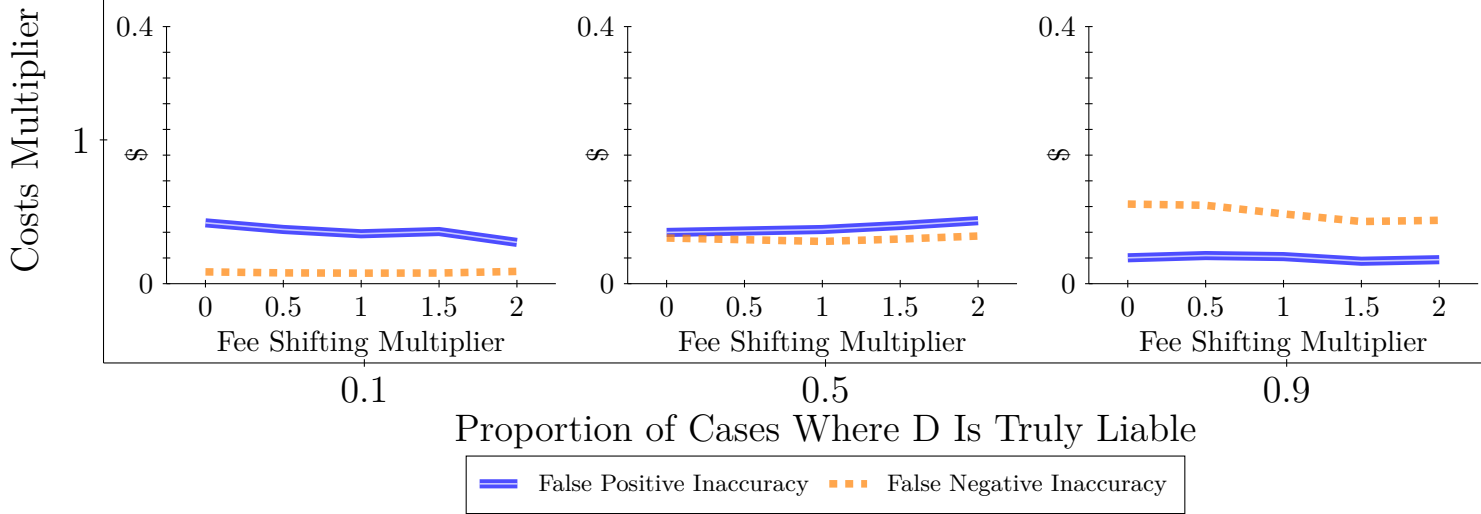 Costs Multiplier
1
0.4
$
0
0 0.5 1 1.5 2
Fee Shifting Multiplier
0.4
$
0
0 0.5 1 1.5 2
Fee Shifting Multiplier
0.4
$
0
0 0.5 1 1.5 2
Fee Shifting Multiplier
0.1 0.5 0.9
Proportion of Cases Where D Is Truly Liable
False Positive Inaccuracy False Negative Inaccuracy